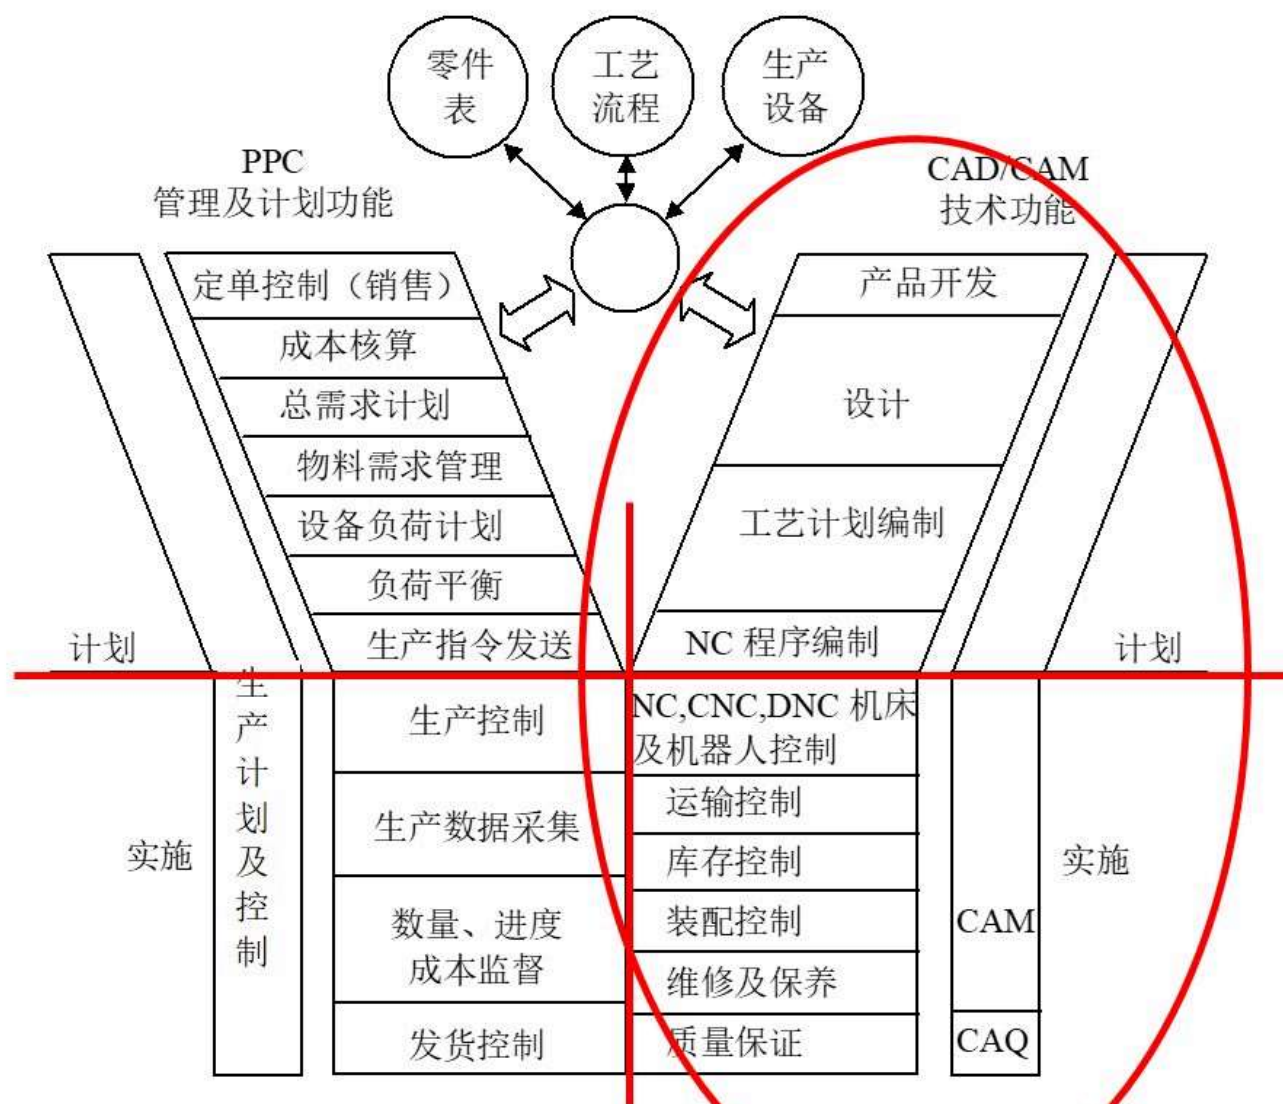 零件
表
工艺
流程
生产
设备
PPC
管理及计划功能
CAD/CAM
技术功能
定单控制（销售）
成本核算
总需求计划
物料需求管理
设备负荷计划
负荷平衡
生产指令发送
产品开发
设计
工艺计划编制
NC 程序编制
计划
计划
生产计划及控制
实施
生产控制
生产数据采集
数量、进度
成本监督
发货控制
NC,CNC,DNC 机床
及机器人控制
运输控制
库存控制
装配控制
维修及保养
质量保证
CAM
CAQ
实施